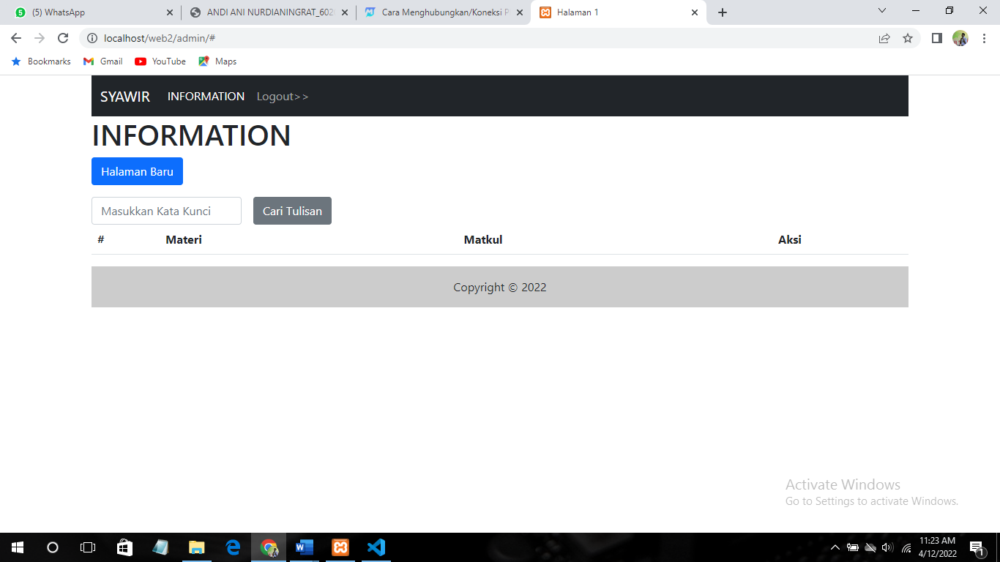 (5) WhatsApp
ANDI ANI NURDIANINGRAT_602
Cara Menghubungkan/Koneksi P
Halaman 1
localhost/web2/admin/#
Bookmarks
Gmail
YouTube
Maps
SYAWIR
INFORMATION
Logout>>
INFORMATION
Halaman Baru
Masukkan Kata Kunci
Cari Tulisan
# Materi Matkul Aksi
Copyright © 2022
Activate Windows
Go to Settings to activate Windows.
11:23 AM
4/12/2022
1